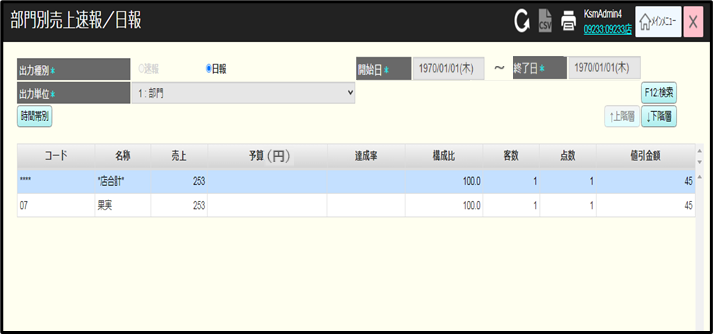 部門別売上速報／日報
CSV
KsmAdmin4
09233:09233店
メインメニュー
X
出力種別* 速報 日報 開始日* 1970/01/01(木) ～ 終了日* 1970/01/01(木)
出力単位* 1 : 部門 F12:検索
時間帯別 ↑上階層 ↓下階層
コード 名称 売上 予算（円） 達成率 構成比 客数 点数 値引金額
**** *店合計* 253 100.0 1 1 45
07 果実 253 100.0 1 1 45